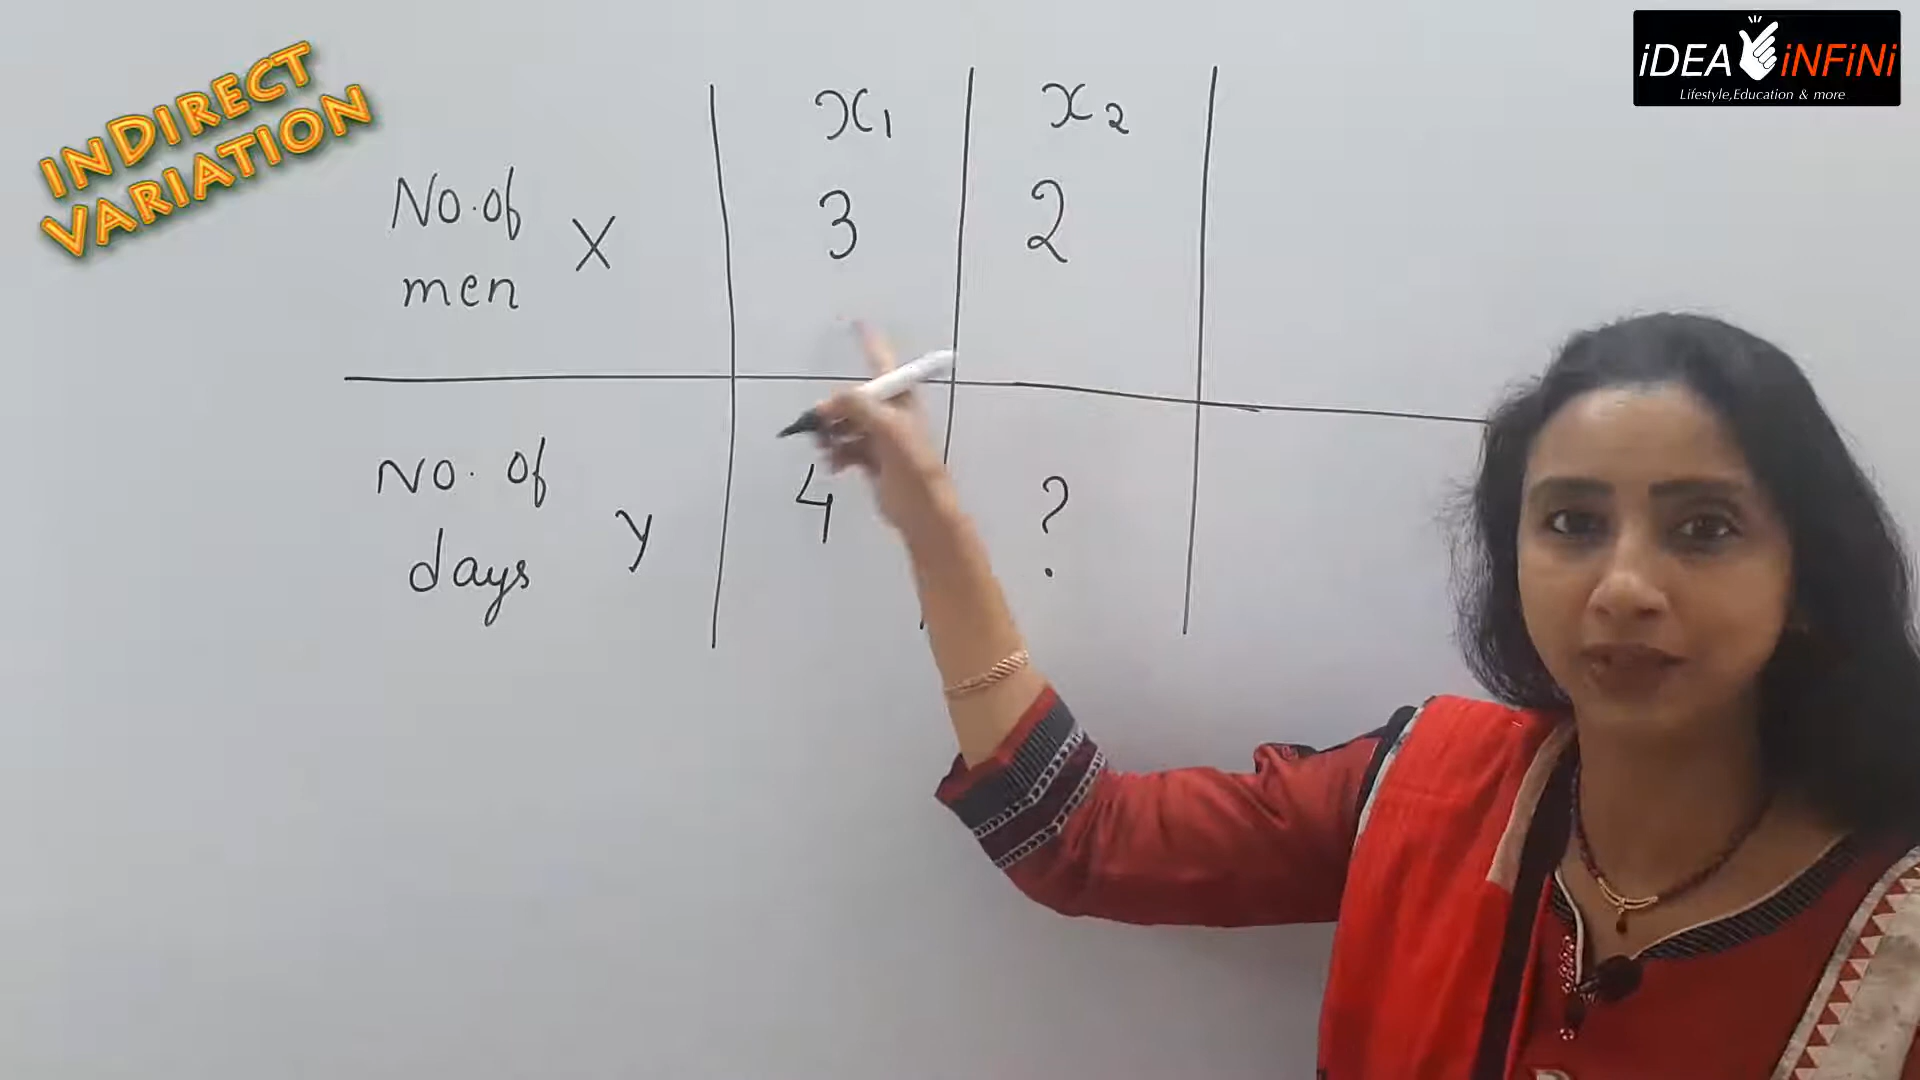 INDIRECT
VARIATION
iDEA iNFiNi
Lifestyle,Education & more
x₁ x₂
No. of men X 3 2
No. of days y 4 ?